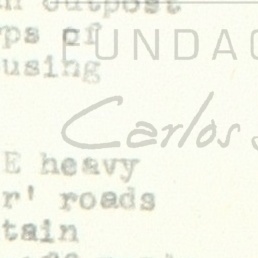 outpost
ps of
FUNDAC
using
Carlos S
E heavy
r' roads
tain